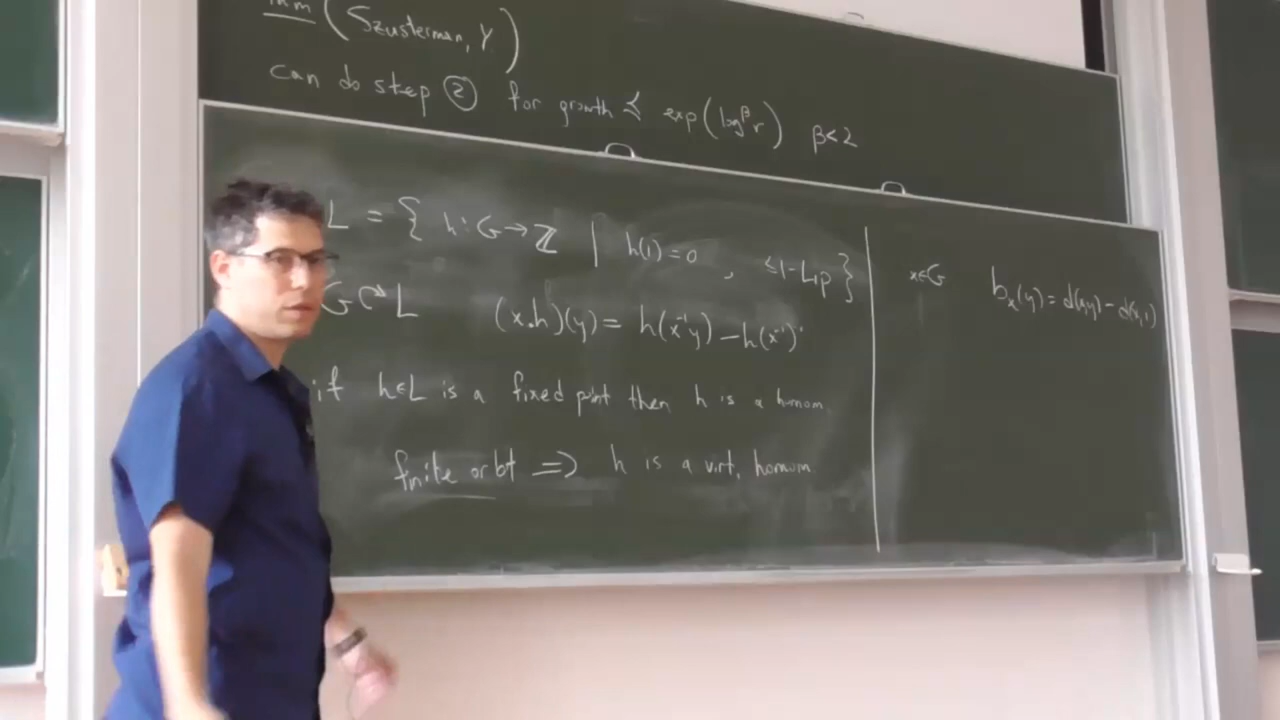 Thm (Szusterman, Y)
can do step ② for growth ≼ exp(log^β r) β<2
L = { h:G→ℤ | h(1)=0 , ≤1-Lip }
G↷L (x.h)(y) = h(x⁻¹y) – h(x⁻¹)
if h∈L is a fixed point then h is a homom.
finite orbit ⇒ h is a virt. homom.
x∈G b_x(y) = d(x,y) – d(x,1)